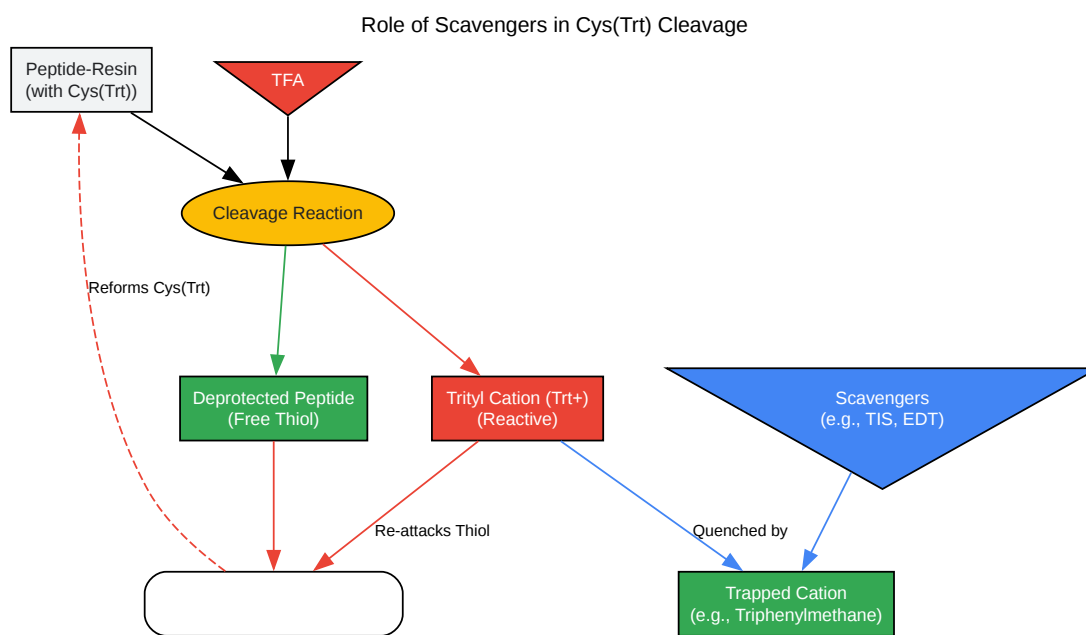 Role of Scavengers in Cys(Trt) Cleavage
Peptide-Resin
(with Cys(Trt))
TFA
Cleavage Reaction
Reforms Cys(Trt)
Deprotected Peptide
(Free Thiol)
Trityl Cation (Trt+)
(Reactive)
Scavengers
(e.g., TIS, EDT)
Re-attacks Thiol
Quenched by
Trapped Cation
(e.g., Triphenylmethane)